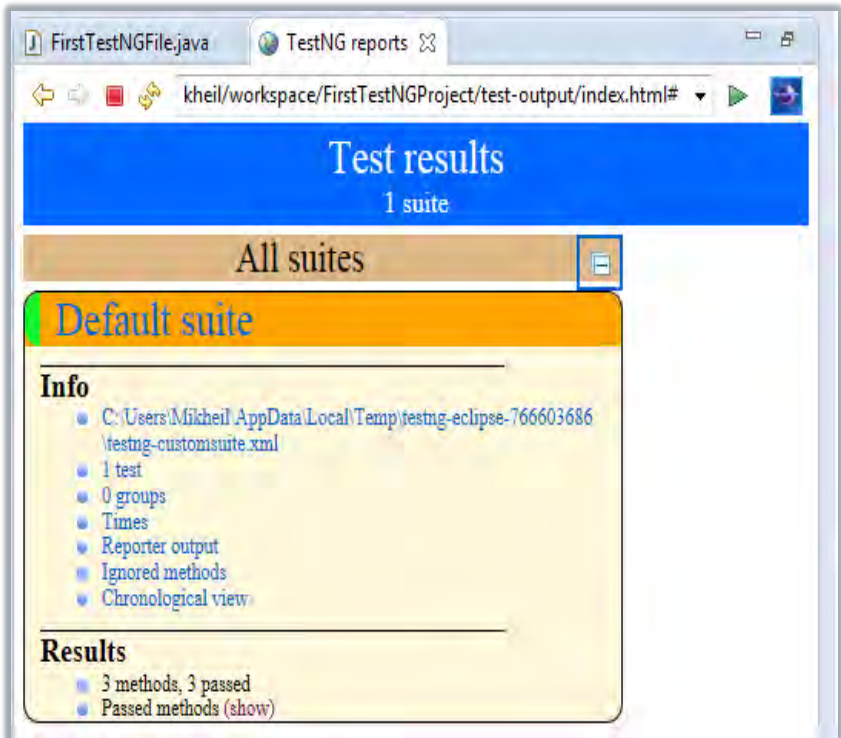 FirstTestNGFile.java TestNG reports
kheil/workspace/FirstTestNGProject/test-output/index.html#
Test results
1 suite
All suites
Default suite
Info
C:\Users\Mikheil\AppData\Local\Temp\testng-eclipse-766603686
\testng-customsuite.xml
1 test
0 groups
Times
Reporter output
Ignored methods
Chronological view
Results
3 methods, 3 passed
Passed methods (show)